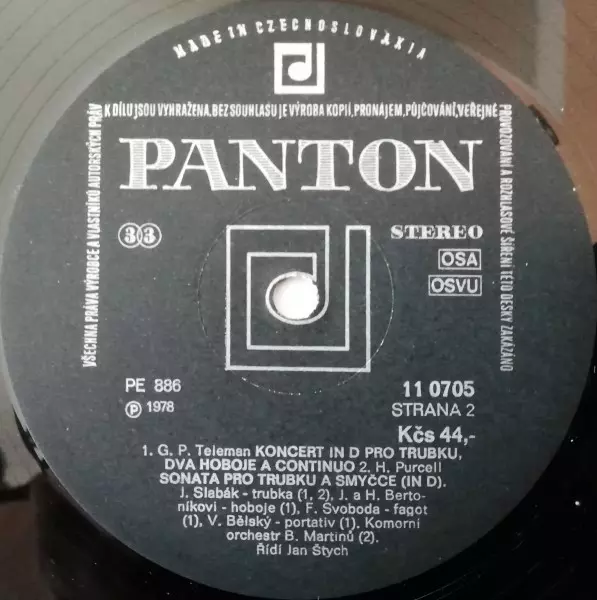 MADE IN CZECHOSLOVAKIA
VŠECHNA PRÁVA VÝROBCE A VLASTNÍKŮ AUTORSKÝCH PRÁV
K DÍLU JSOU VYHRAŽENA. BEZ SOUHLASU JE VÝROBA KOPIÍ, PRONÁJEM, PŮJČOVÁNÍ, VEŘEJNÉ
PROVOZOVÁNÍ A ROZHLASOVÉ ŠÍŘENÍ TÉTO DESKY ZAKÁZÁNO
PANTON
33
STEREO
OSA
OSVU
PE 886
11 0705
Ⓟ 1978
STRANA 2
Kčs 44,-
1. G. P. Teleman KONCERT IN D PRO TRUBKU,
DVA HOBOJE A CONTINUO 2. H. Purcell
SONATA PRO TRUBKU A SMYČCE (IN D).
J. Slabák - trubka (1, 2), J. a H. Berto-
níkovi - hoboje (1), F. Svoboda - fagot
(1), V. Bělský - portativ (1), Komorní
orchestr B. Martinů (2).
Řídí Jan Štych